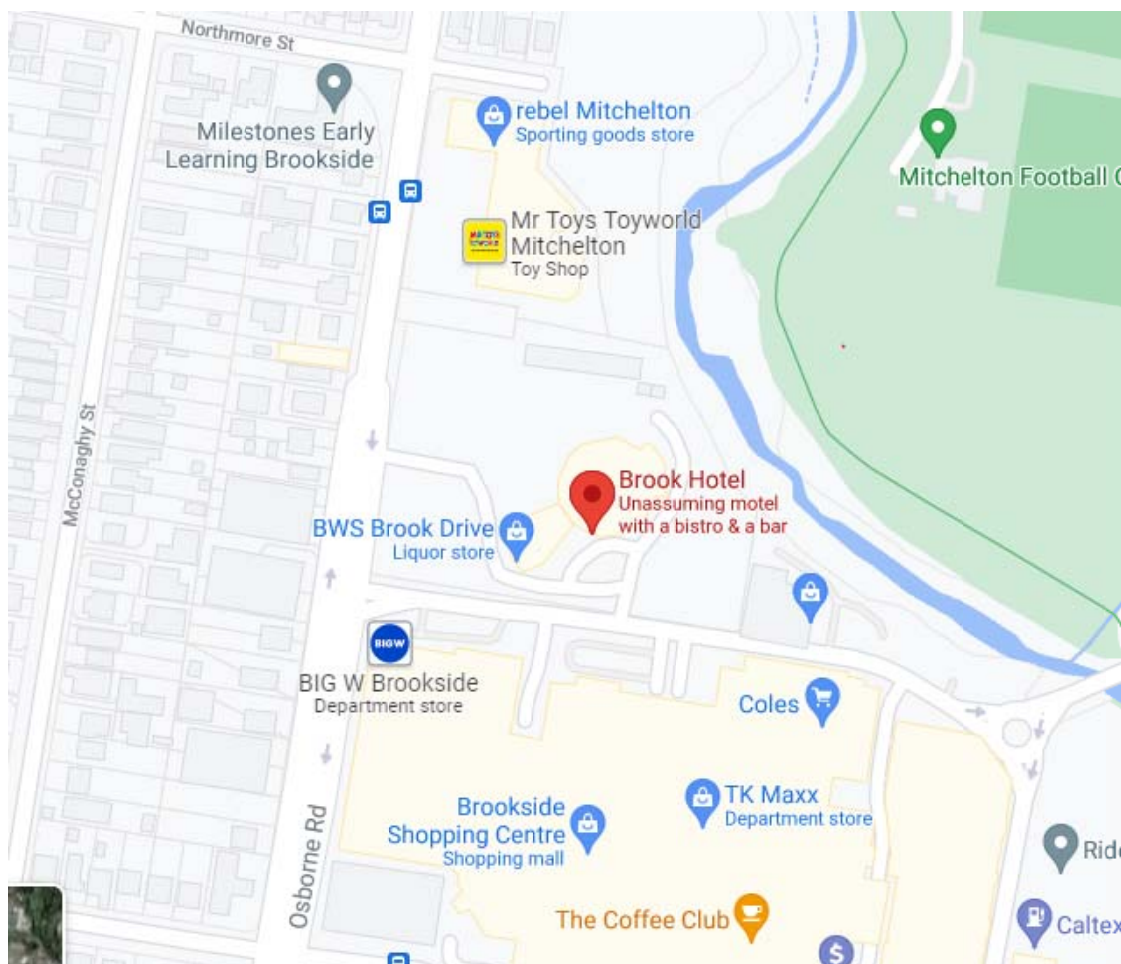 Northmore St
Milestones Early
Learning Brookside
rebel Mitchelton
Sporting goods store
Mitchelton Football C
Mr Toys Toyworld
Mitchelton
Toy Shop
McConaghy St
Brook Hotel
Unassuming motel
with a bistro & a bar
BWS Brook Drive
Liquor store
BIGW
BIG W Brookside
Department store
Coles
TK Maxx
Department store
Brookside
Shopping Centre
Shopping mall
Osborne Rd
Ride
The Coffee Club
Caltex
$